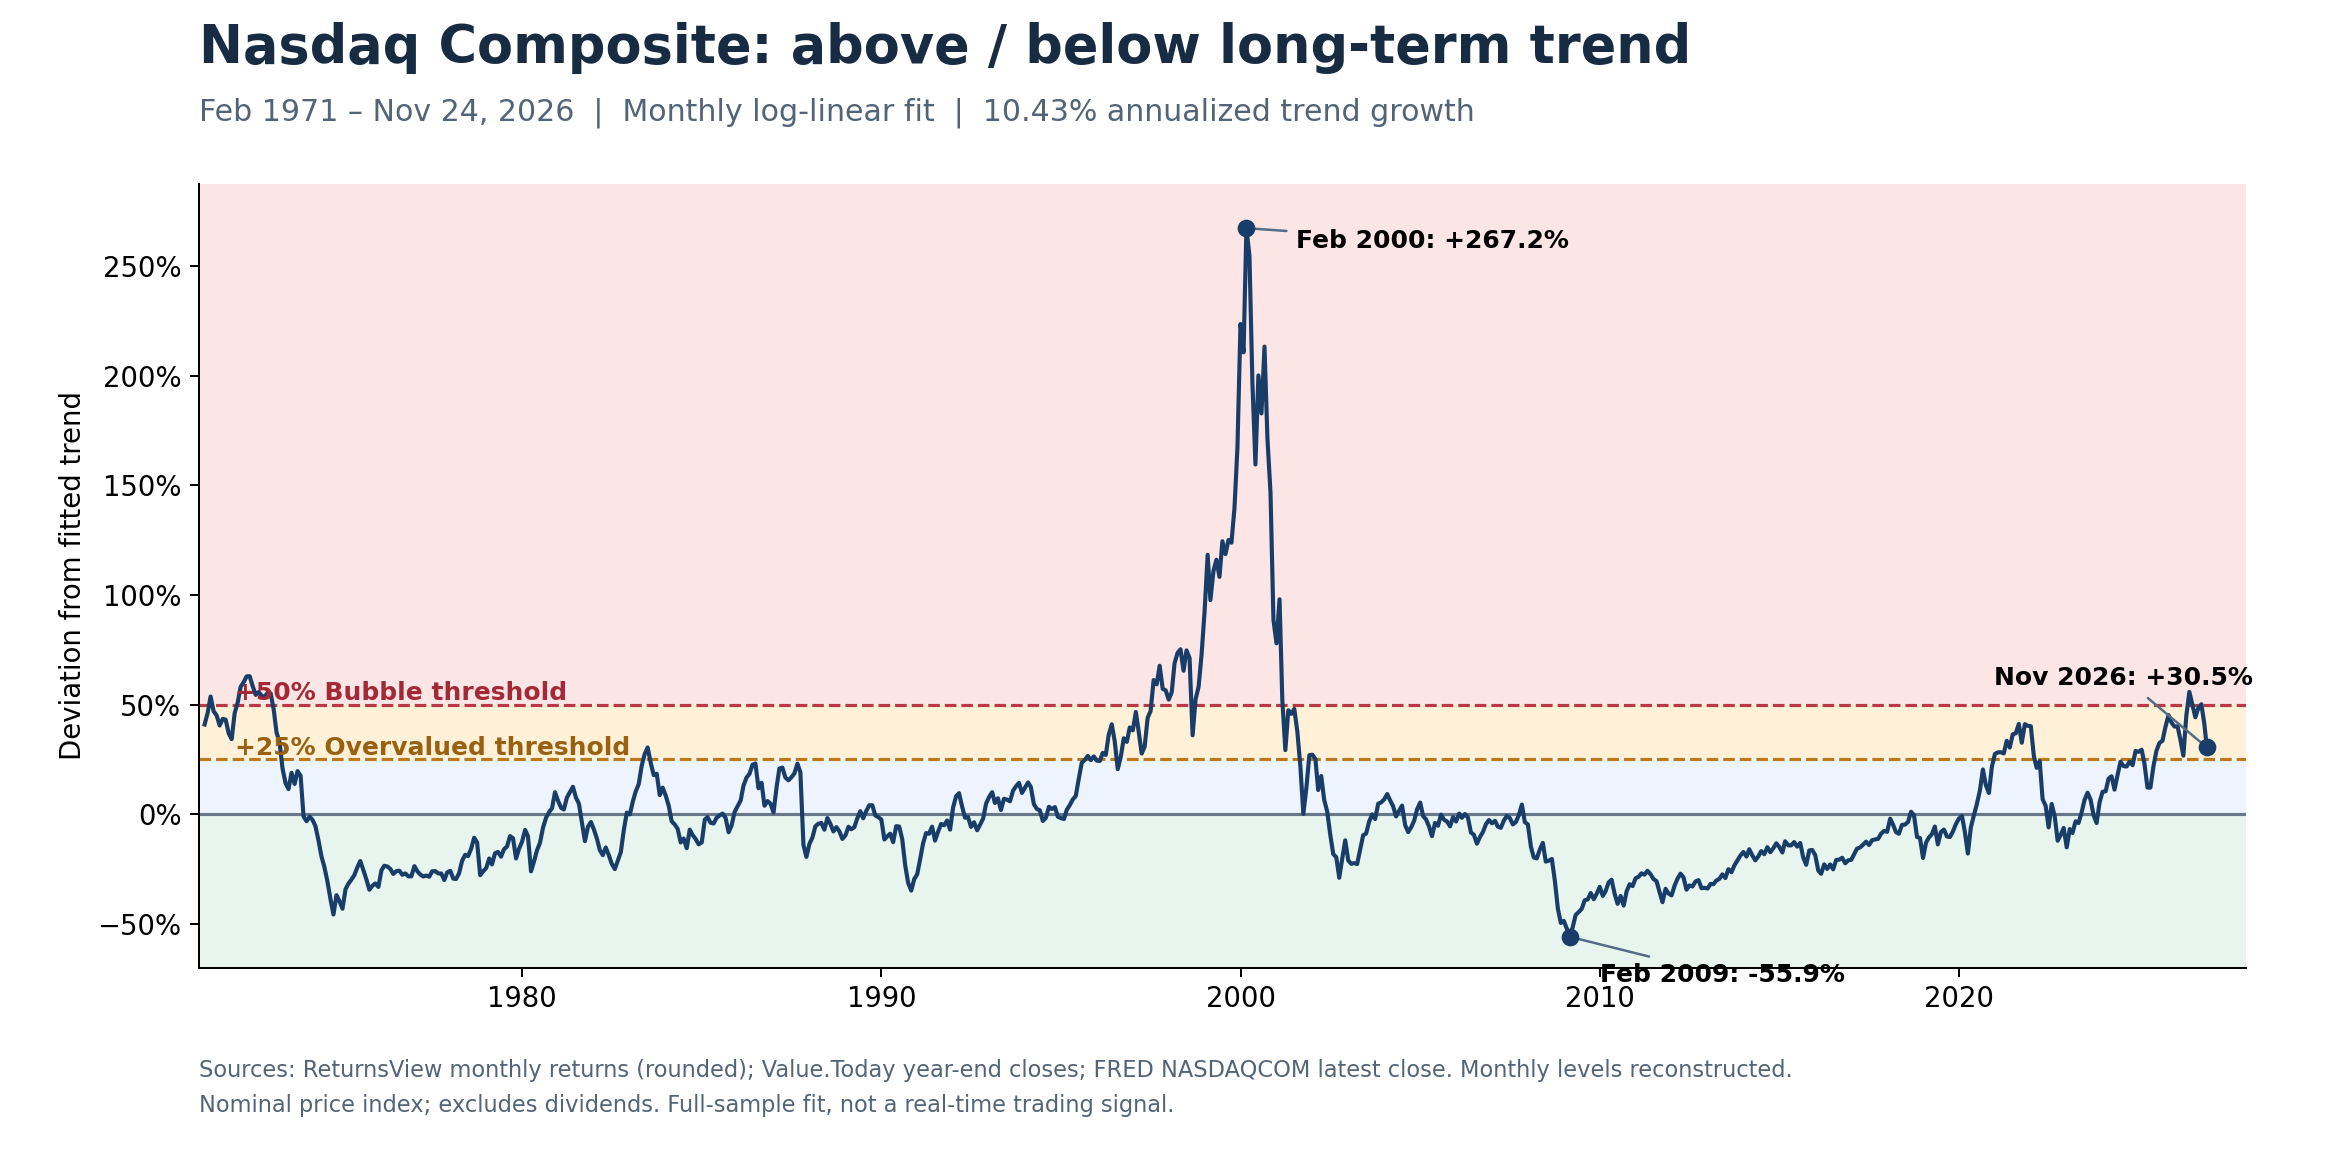 Nasdaq Composite: above / below long-term trend
Feb 1971 – Nov 24, 2026 | Monthly log-linear fit | 10.43% annualized trend growth
Deviation from fitted trend
250%
200%
150%
100%
50%
0%
−50%
Feb 2000: +267.2%
Nov 2026: +30.5%
+50% Bubble threshold
+25% Overvalued threshold
Feb 2009: -55.9%
1980
1990
2000
2010
2020
Sources: ReturnsView monthly returns (rounded); Value.Today year-end closes; FRED NASDAQCOM latest close. Monthly levels reconstructed.
Nominal price index; excludes dividends. Full-sample fit, not a real-time trading signal.